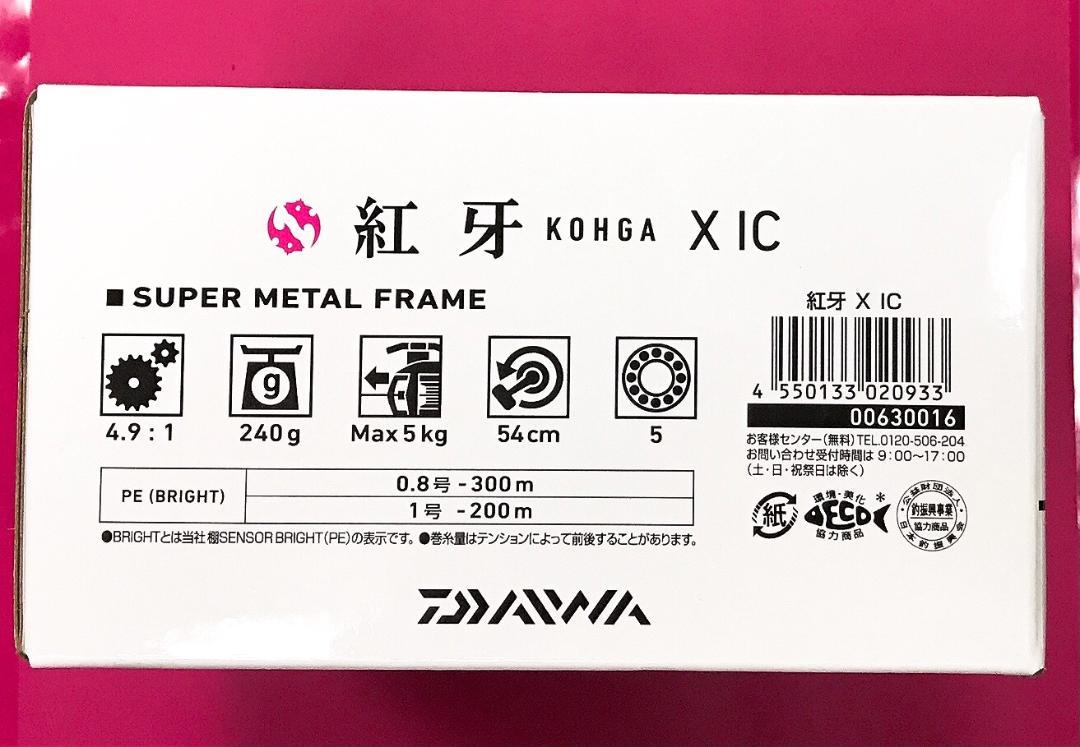 紅牙 KOHGA X IC
■SUPER METAL FRAME
g
4.9 : 1
240g
Max 5 kg
54cm
5
PE (BRIGHT)
0.8号 -300m
1号 -200m
●BRIGHTとは当社 棚SENSOR BRIGHT(PE)の表示です。●巻糸量はテンションによって前後することがあります。
紅牙 X IC
4 550133 020933
00630016
お客様センター(無料)TEL.0120-506-204
お問い合わせ受付時間は 9:00〜17:00
(土・日・祝祭日は除く)
紙
環境・美化
DECO
*
協力商品
公益財団法人
釣振興事業
協力商品
日本釣振興会
DAIWA